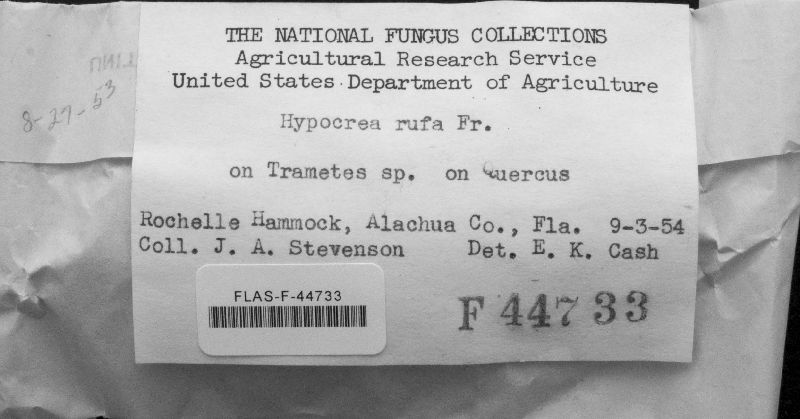 THE NATIONAL FUNGUS COLLECTIONS
Agricultural Research Service
United States Department of Agriculture
Hypocrea rufa Fr.
on Trametes sp. on Quercus
Rochelle Hammock, Alachua Co., Fla. 9-3-54
Coll. J. A. Stevenson Det. E. K. Cash
FLAS-F-44733
F 44733
8-27-53